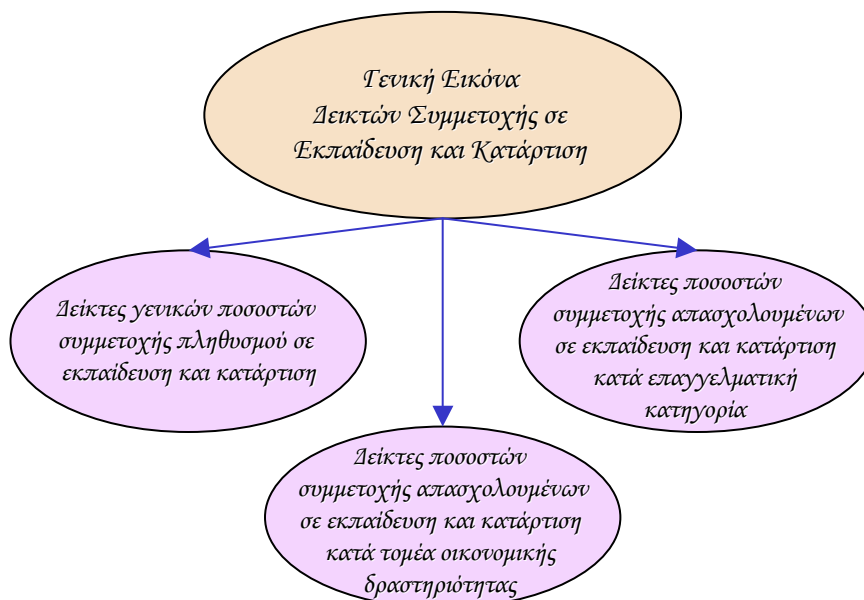 Γενική Εικόνα
Δεικτών Συμμετοχής σε
Εκπαίδευση και Κατάρτιση
Δείκτες γενικών ποσοστών
συμμετοχής πληθυσμού σε
εκπαίδευση και κατάρτιση
Δείκτες ποσοστών
συμμετοχής απασχολουμένων
σε εκπαίδευση και κατάρτιση
κατά επαγγελματική
κατηγορία
Δείκτες ποσοστών
συμμετοχής απασχολουμένων
σε εκπαίδευση και κατάρτιση
κατά τομέα οικονομικής
δραστηριότητας